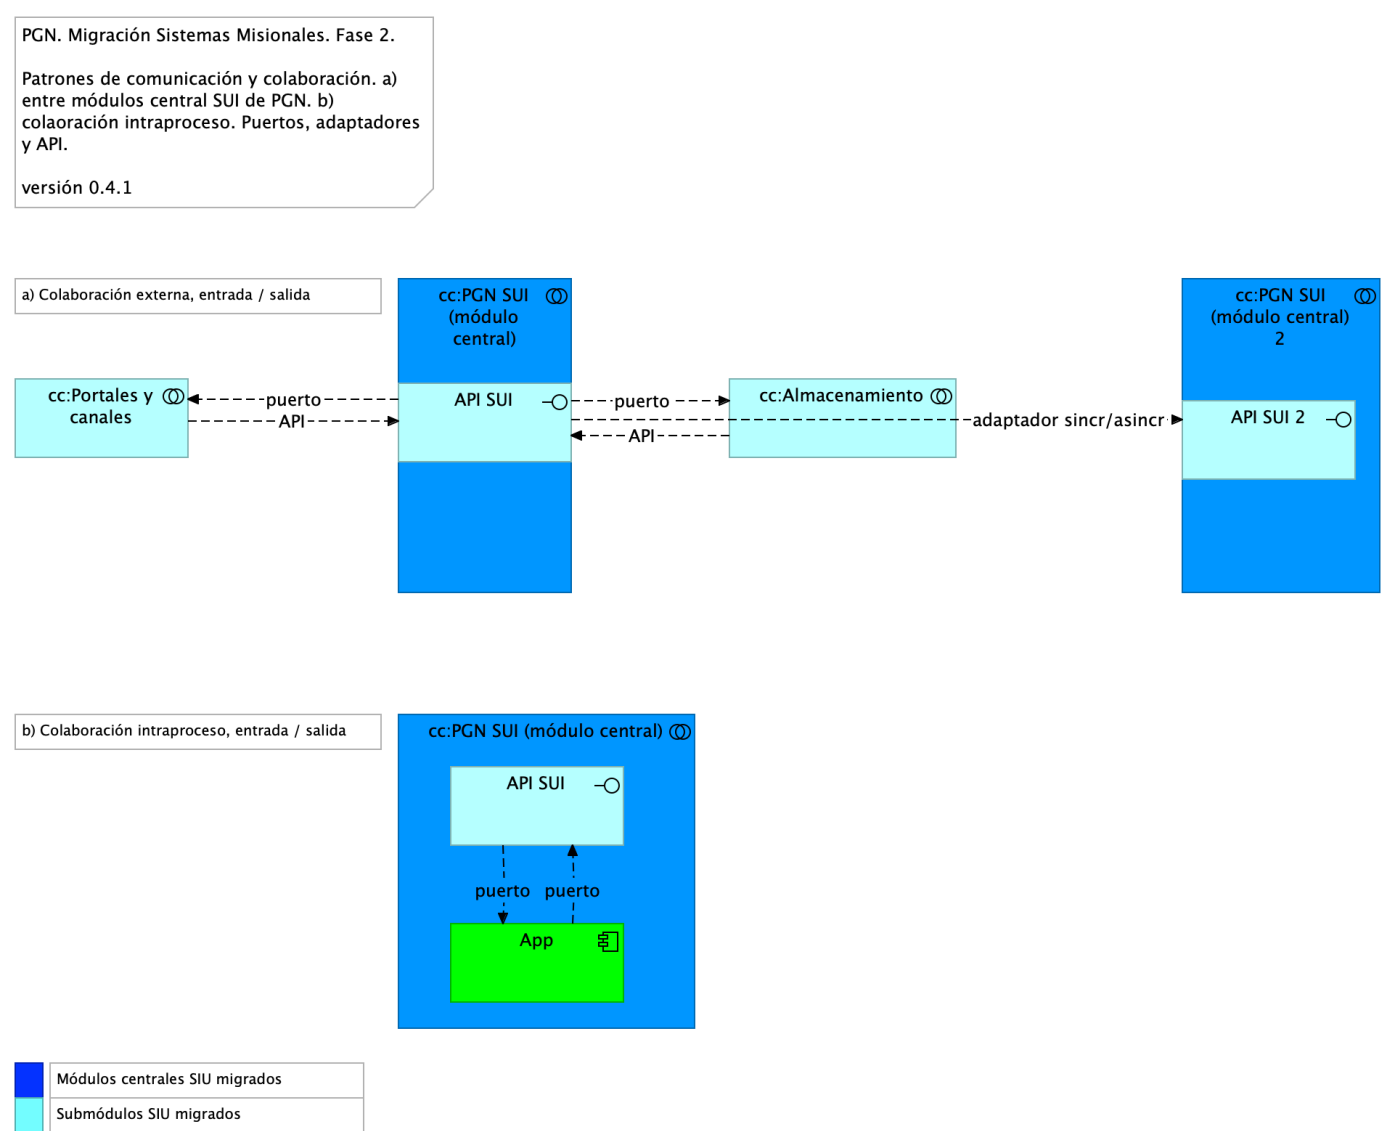 PGN. Migración Sistemas Misionales. Fase 2.
Patrones de comunicación y colaboración. a)
entre módulos central SUI de PGN. b)
colaoración intraproceso. Puertos, adaptadores
y API.
versión 0.4.1
a) Colaboración externa, entrada / salida
cc:PGN SUI
(módulo
central)
cc:PGN SUI
(módulo central)
2
cc:Portales y
canales
puerto
API
API SUI
puerto
API
cc:Almacenamiento
adaptador sincr/asincr
API SUI 2
b) Colaboración intraproceso, entrada / salida
cc:PGN SUI (módulo central)
API SUI
puerto
puerto
App
Módulos centrales SIU migrados
Submódulos SIU migrados